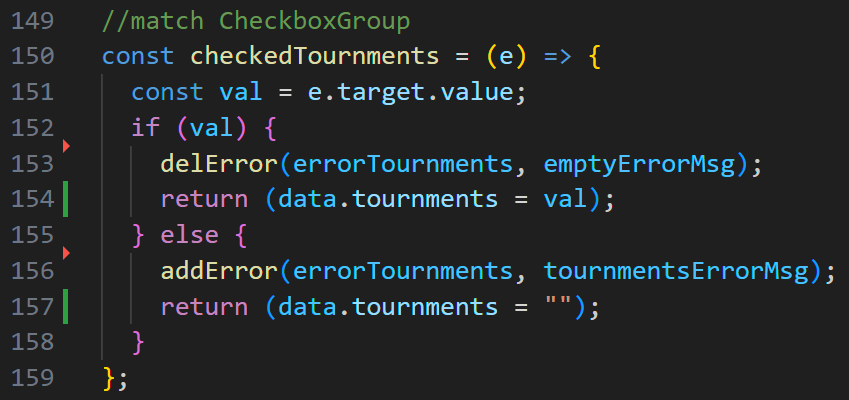 149 //match CheckboxGroup
150 const checkedTournments = (e) => {
151 const val = e.target.value;
152 if (val) {
153 delError(errorTournments, emptyErrorMsg);
154 return (data.tournments = val);
155 } else {
156 addError(errorTournments, tournmentsErrorMsg);
157 return (data.tournments = "");
158 }
159 };